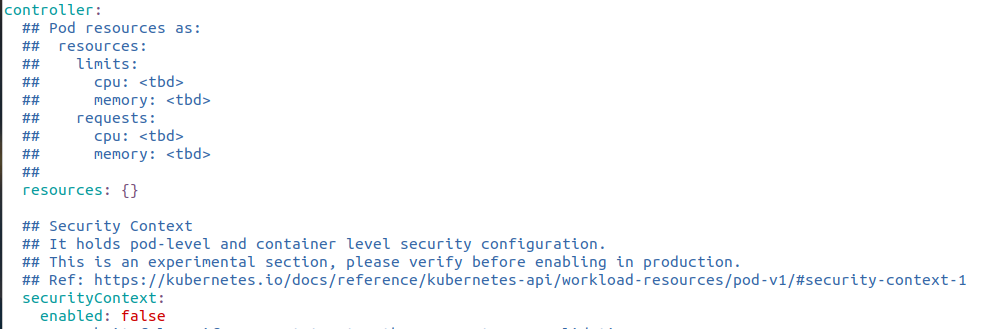 controller:
  ## Pod resources as:
  ##  resources:
  ##    limits:
  ##      cpu: <tbd>
  ##      memory: <tbd>
  ##    requests:
  ##      cpu: <tbd>
  ##      memory: <tbd>
  ##
  resources: {}

  ## Security Context
  ## It holds pod-level and container level security configuration.
  ## This is an experimental section, please verify before enabling in production.
  ## Ref: https://kubernetes.io/docs/reference/kubernetes-api/workload-resources/pod-v1/#security-context-1
  securityContext:
    enabled: false